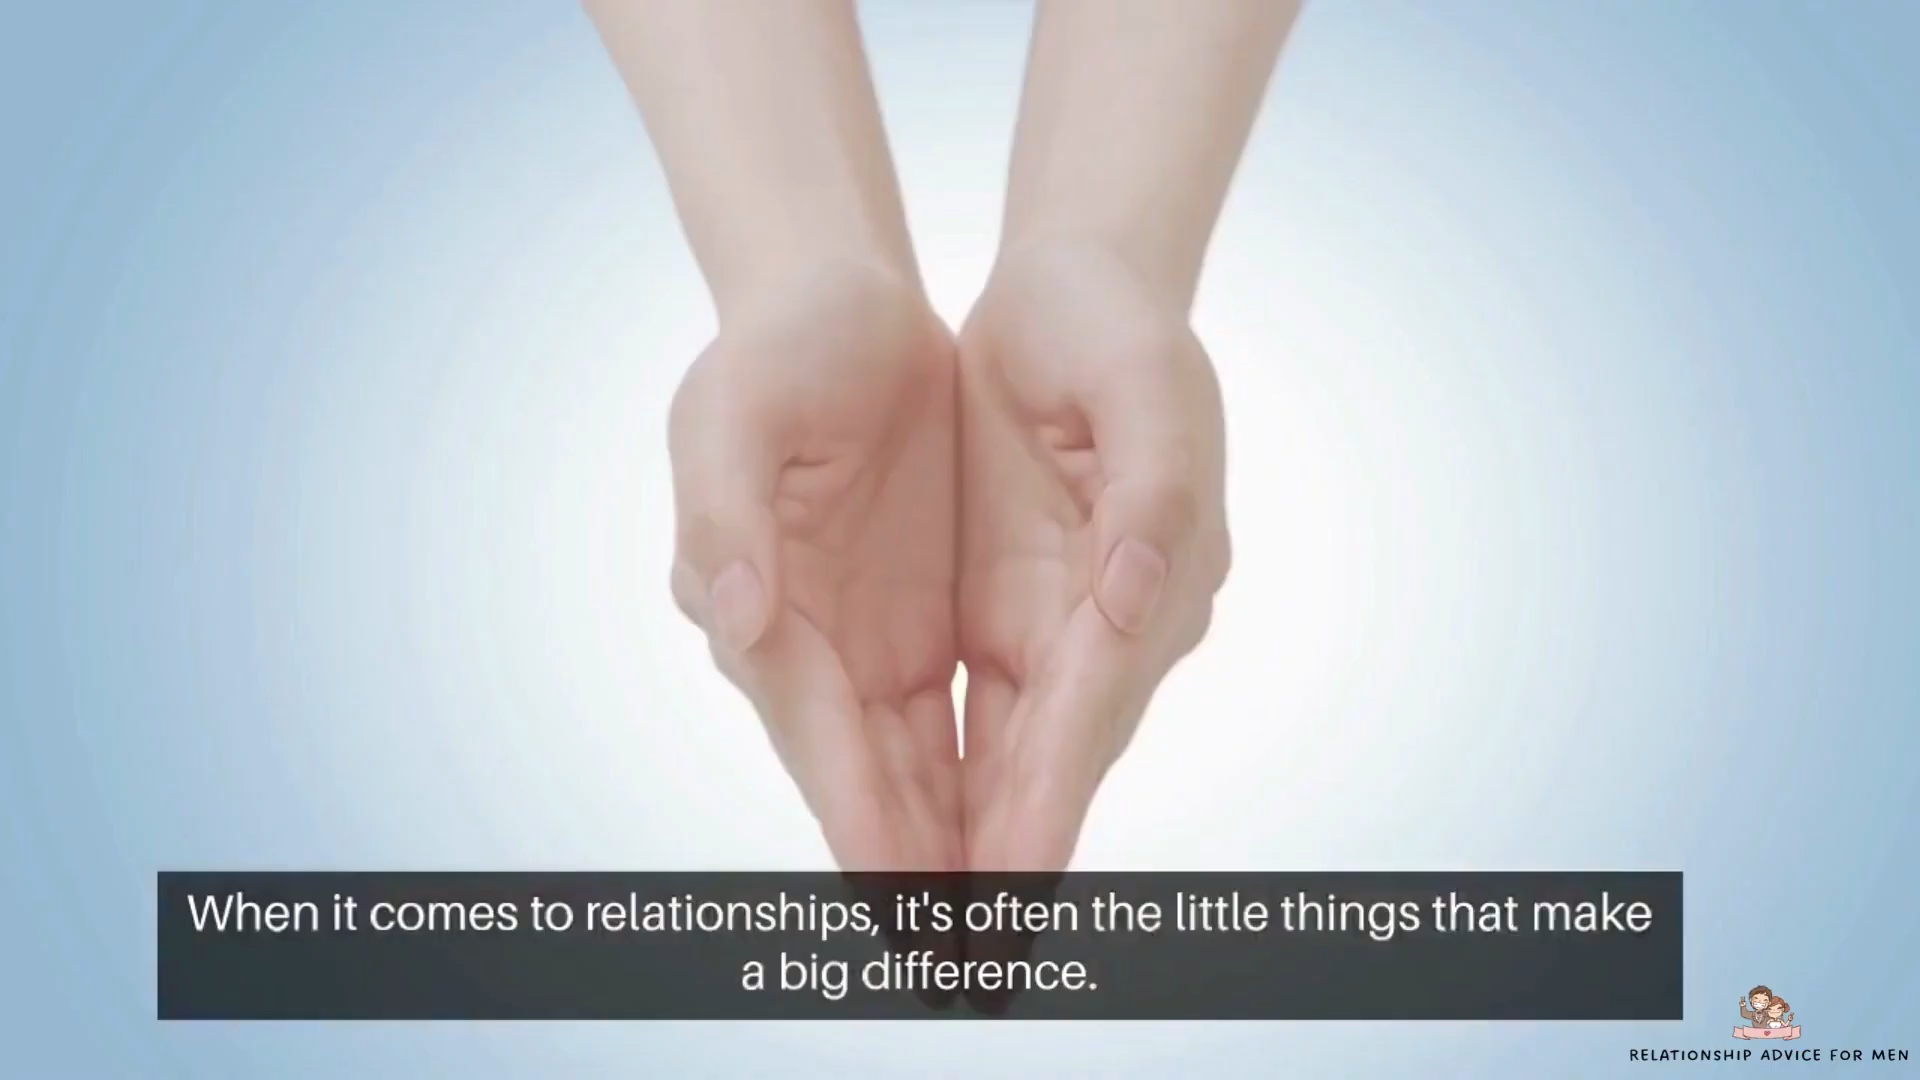 When it comes to relationships, it's often the little things that make
a big difference.
RELATIONSHIP ADVICE FOR MEN